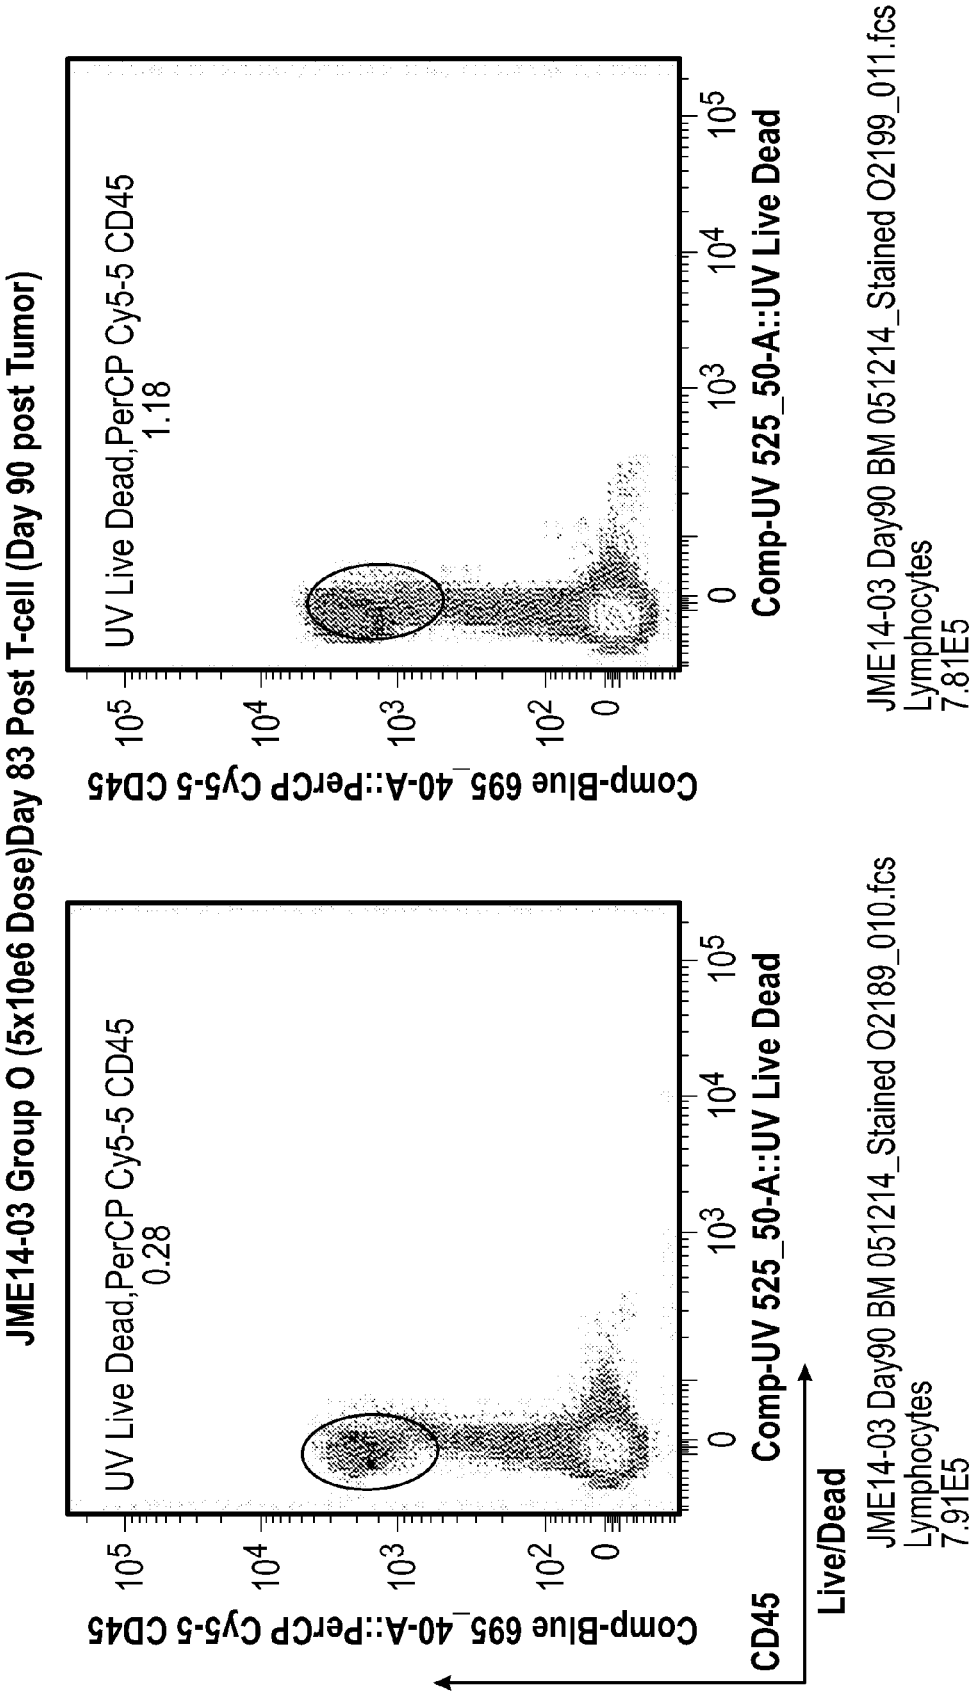 JME14-03 Group O (5x10e6 Dose)Day 83 Post T-cell (Day 90 post Tumor)
UV Live Dead,PerCP Cy5-5 CD45
0.28
10^5
10^4
10^3
10^2
0
Comp-Blue 695_40-A::PerCP Cy5-5 CD45
0
10^3
10^4
10^5
Comp-UV 525_50-A::UV Live Dead
CD45
Live/Dead
JME14-03 Day90 BM 051214_Stained O2189_010.fcs
Lymphocytes
7.91E5
UV Live Dead,PerCP Cy5-5 CD45
1.18
10^5
10^4
10^3
10^2
0
Comp-Blue 695_40-A::PerCP Cy5-5 CD45
0
10^3
10^4
10^5
Comp-UV 525_50-A::UV Live Dead
JME14-03 Day90 BM 051214_Stained O2199_011.fcs
Lymphocytes
7.81E5